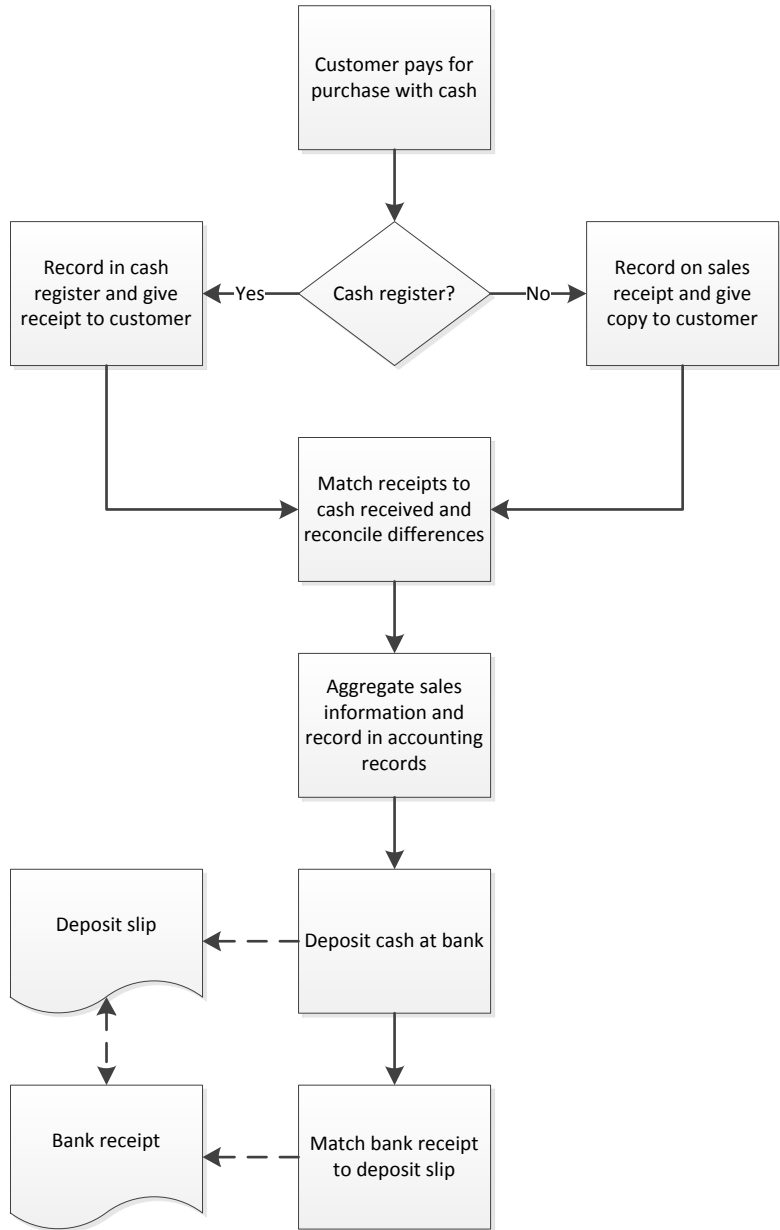 Customer pays for
purchase with cash
Record in cash
register and give
receipt to customer
Yes
Cash register?
No
Record on sales
receipt and give
copy to customer
Match receipts to
cash received and
reconcile differences
Aggregate sales
information and
record in accounting
records
Deposit slip
Deposit cash at bank
Bank receipt
Match bank receipt
to deposit slip